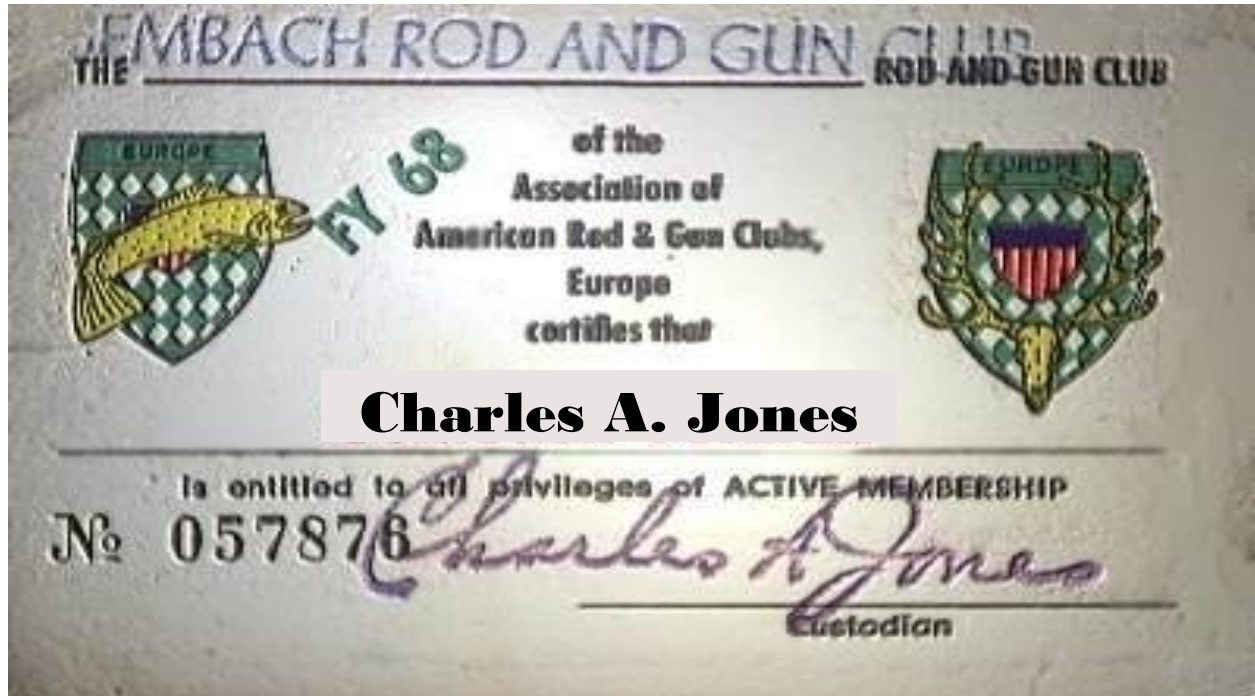 JEMBACH ROD AND GUN CLUB
THE ROD AND GUN CLUB
EUROPE
FY 68
EUROPE
of the
Association of
American Rod & Gun Clubs,
Europe
certifies that
Charles A. Jones
is entitled to all privileges of ACTIVE MEMBERSHIP
№ 057876
Charles A Jones
Custodian